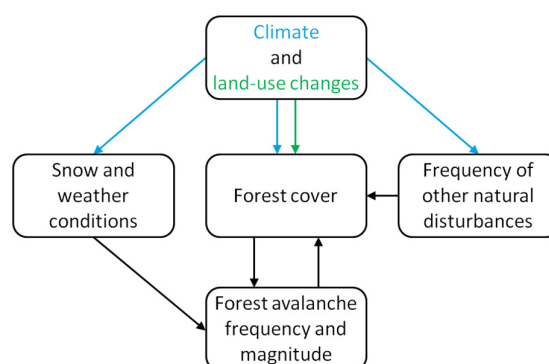 Climate
and
land-use changes
Snow and
weather
conditions
Forest cover
Frequency of
other natural
disturbances
Forest avalanche
frequency and
magnitude